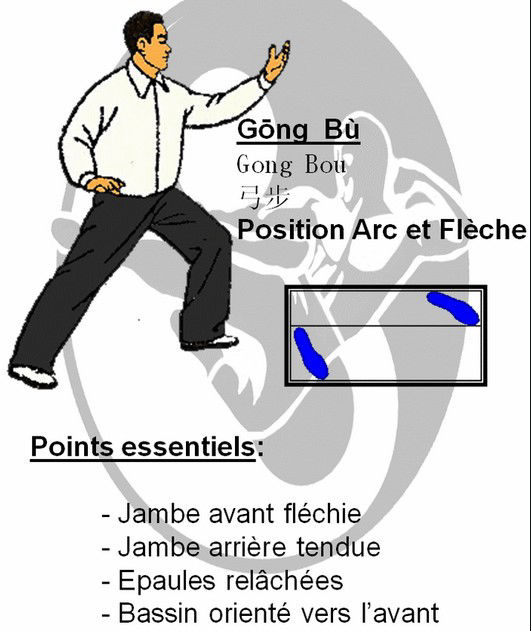 Gōng Bù
Gong Bou
弓步
Position Arc et Flèche
Points essentiels:
- Jambe avant fléchie
- Jambe arrière tendue
- Epaules relâchées
- Bassin orienté vers l'avant